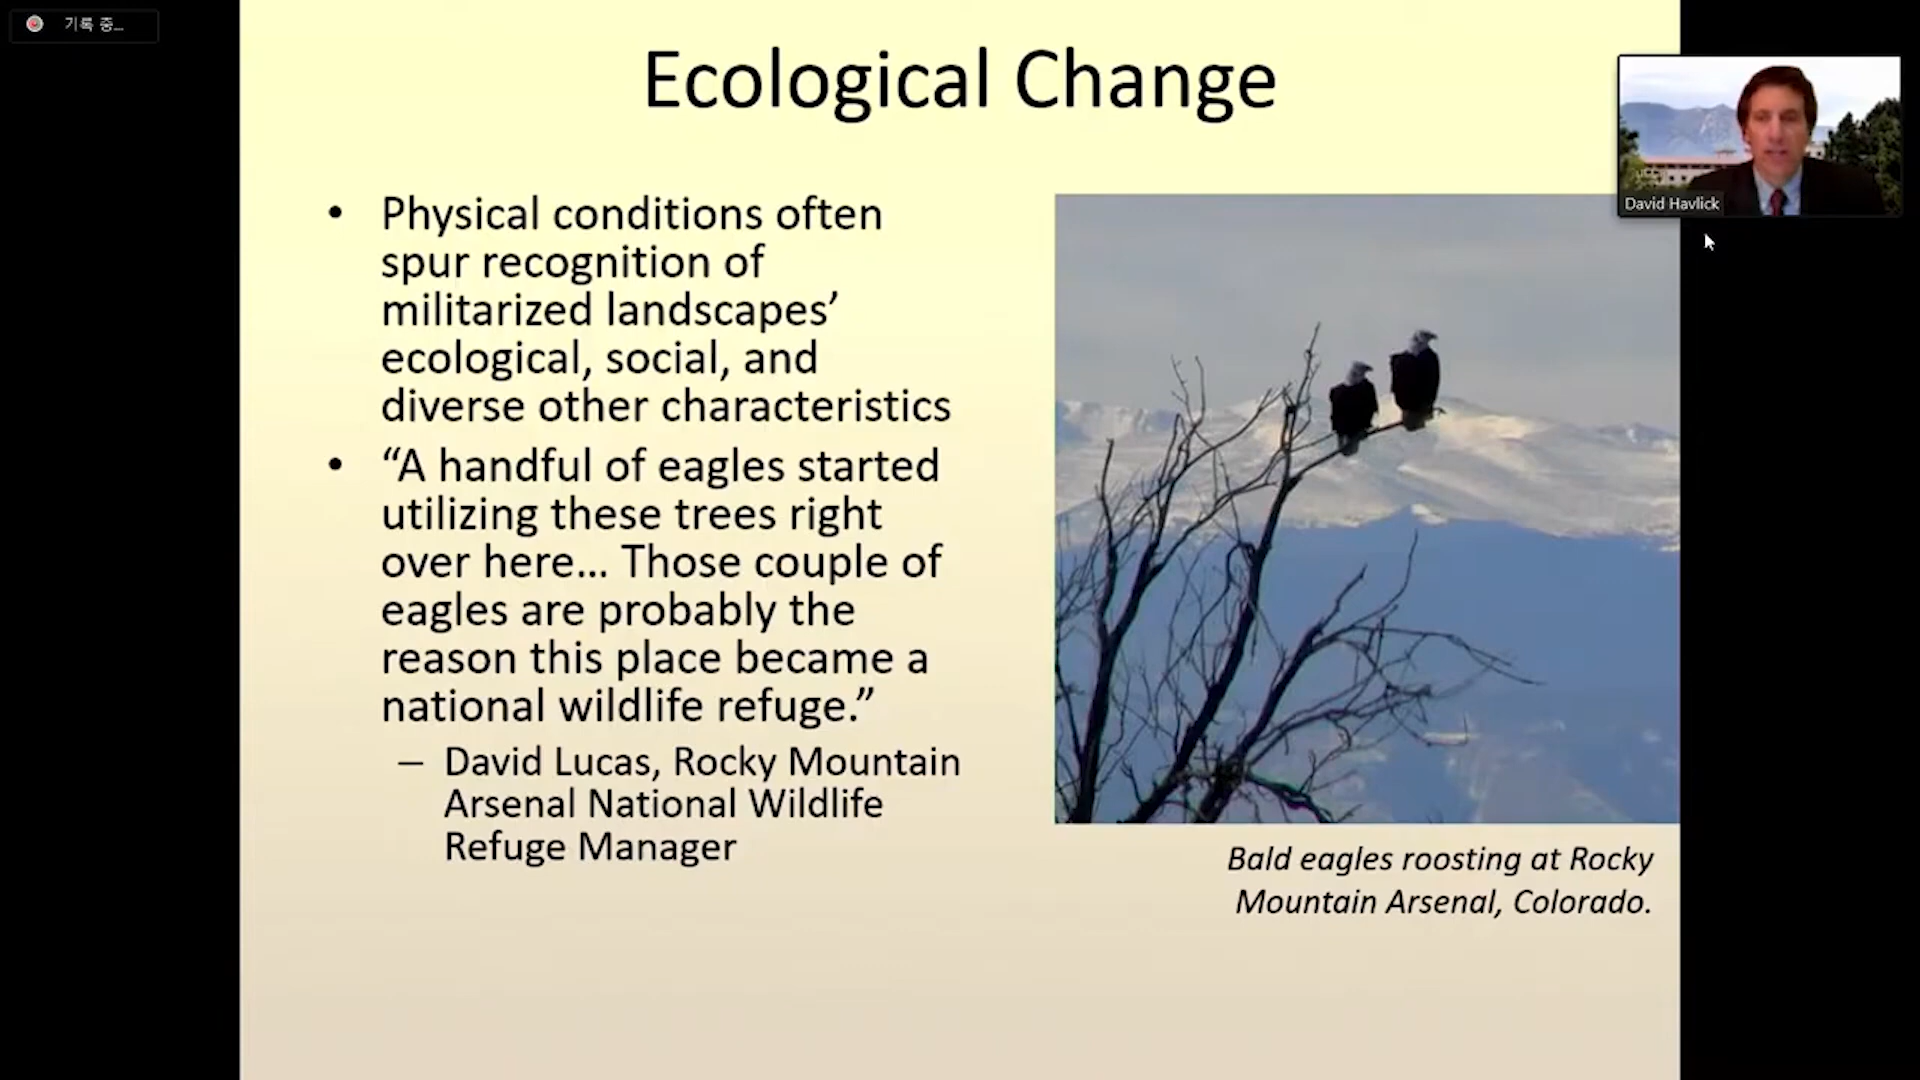 기록 중...
Ecological Change
David Havlick
• Physical conditions often
spur recognition of
militarized landscapes’
ecological, social, and
diverse other characteristics
• “A handful of eagles started
utilizing these trees right
over here... Those couple of
eagles are probably the
reason this place became a
national wildlife refuge.”
– David Lucas, Rocky Mountain
Arsenal National Wildlife
Refuge Manager
Bald eagles roosting at Rocky
Mountain Arsenal, Colorado.